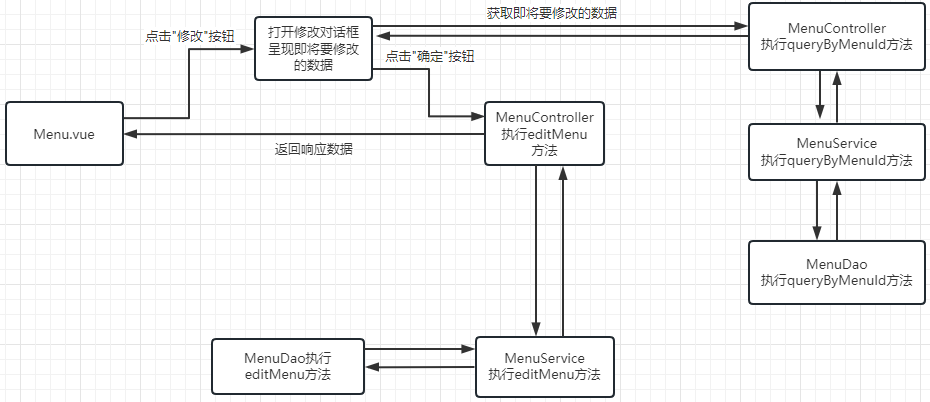 获取即将要修改的数据
MenuController
执行queryByMenuId方法
点击"修改"按钮
打开修改对话框
呈现即将要修改
的数据
点击"确定"按钮
Menu.vue
MenuController
执行editMenu
方法
返回响应数据
MenuService
执行queryByMenuId方法
MenuDao
执行queryByMenuId方法
MenuDao执行
editMenu方法
MenuService
执行editMenu方法